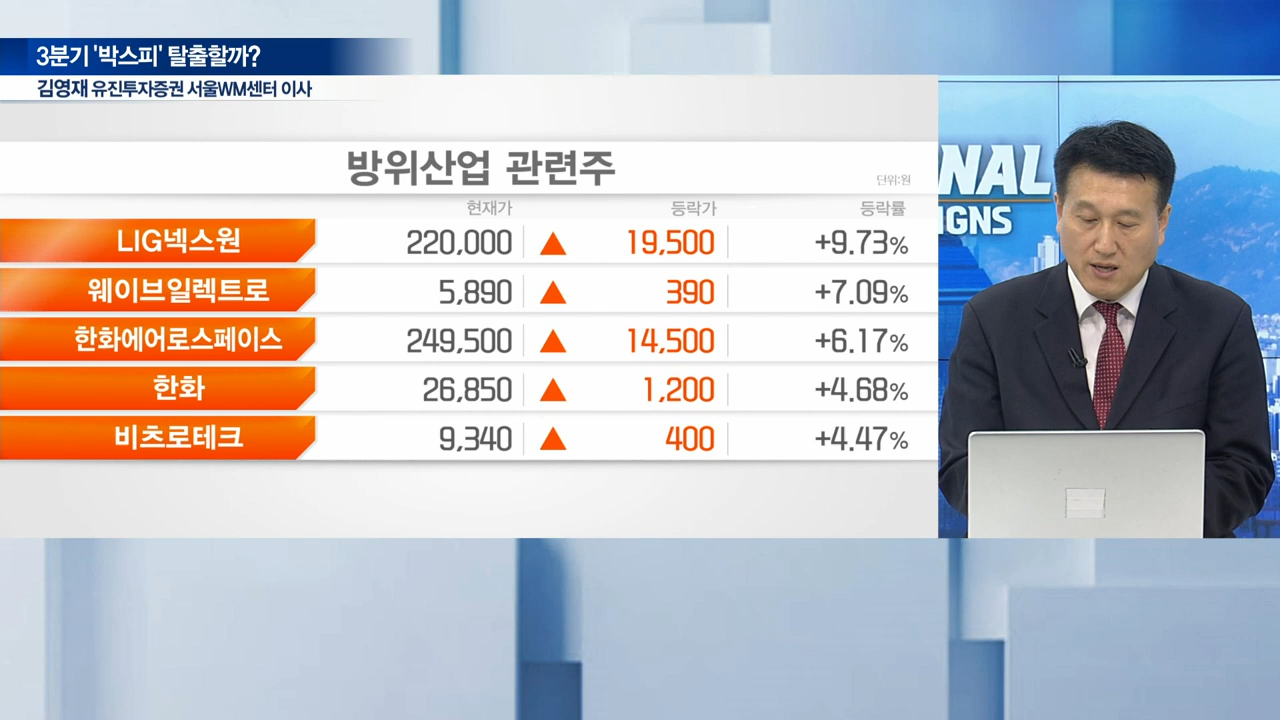 3분기 '박스피' 탈출할까?
김영재 유진투자증권 서울WM센터 이사
방위산업 관련주
단위:원
현재가 등락가 등락률
LIG넥스원 220,000 ▲ 19,500 +9.73%
웨이브일렉트로 5,890 ▲ 390 +7.09%
한화에어로스페이스 249,500 ▲ 14,500 +6.17%
한화 26,850 ▲ 1,200 +4.68%
비츠로테크 9,340 ▲ 400 +4.47%
NAL
IGNS